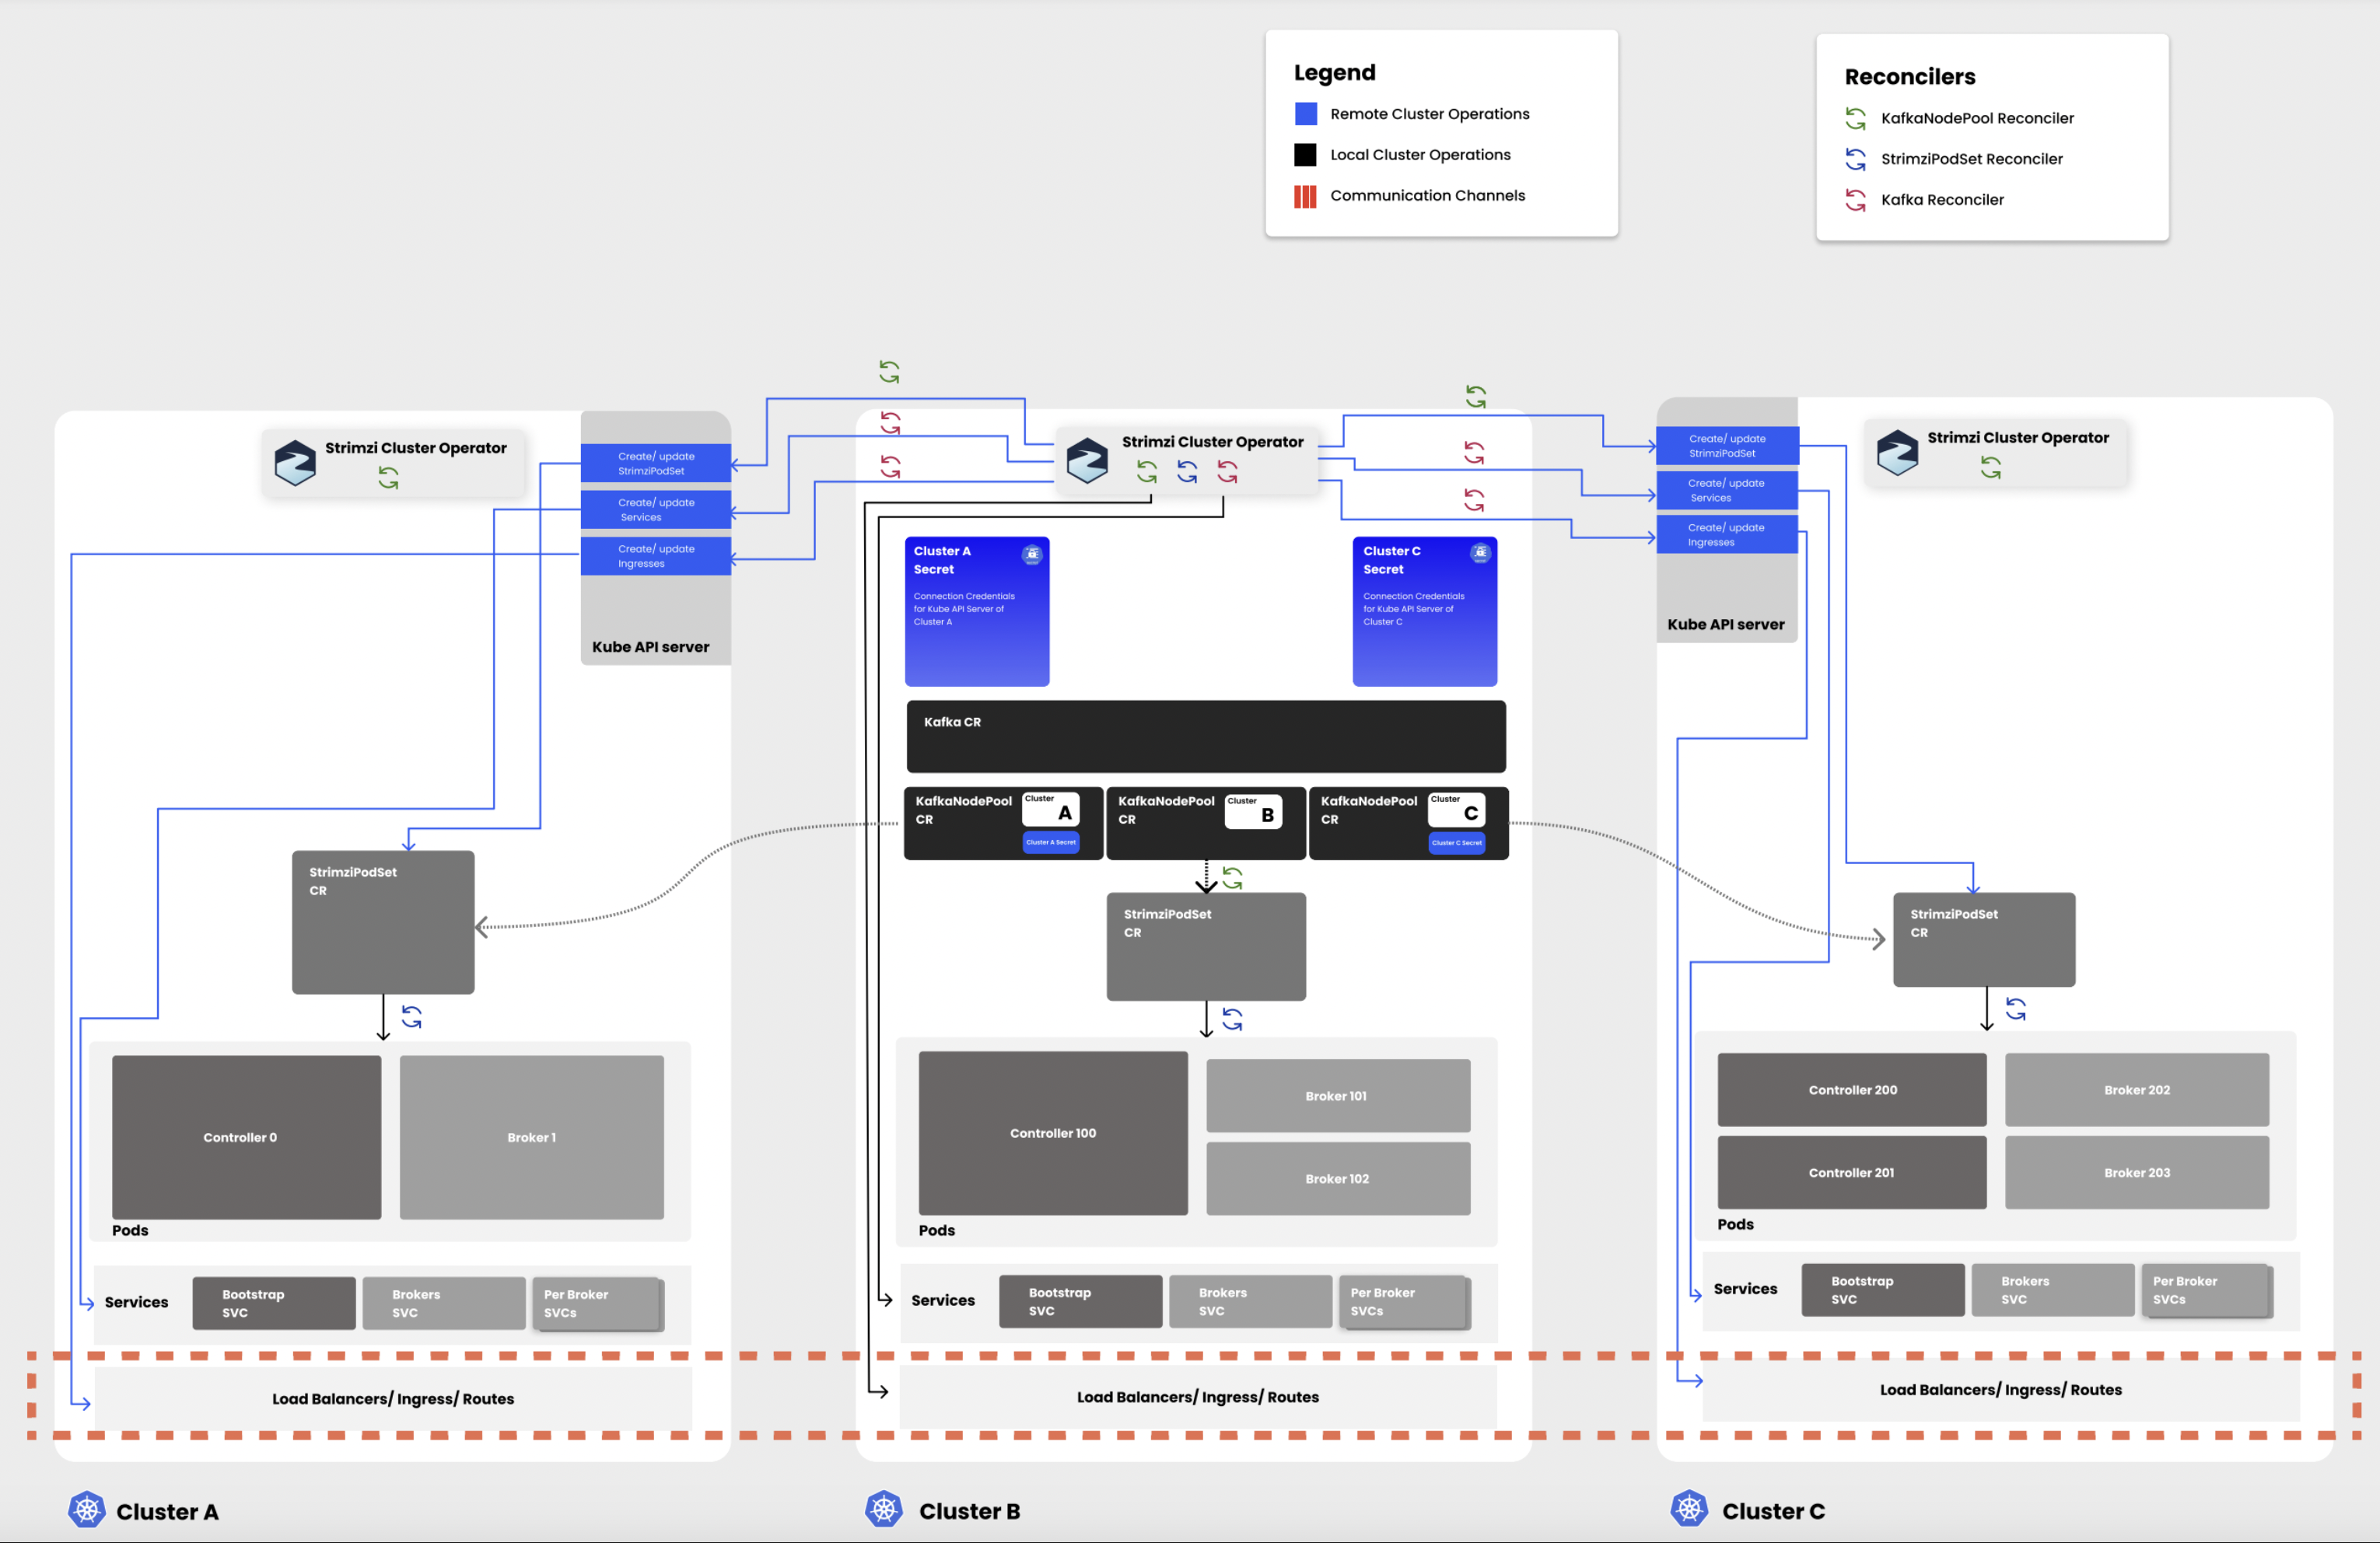 Legend
Remote Cluster Operations
Local Cluster Operations
Communication Channels
Reconcilers
KafkaNodePool Reconciler
StrimziPodSet Reconciler
Kafka Reconciler
Strimzi Cluster Operator
Create/ update
StrimziPodSet
Create/ update
Services
Create/ update
Ingresses
Kube API server
StrimziPodSet
CR
Controller 0
Broker 1
Pods
Services
Bootstrap
SVC
Brokers
SVC
Per Broker
SVCs
Load Balancers/ Ingress/ Routes
Cluster A
Strimzi Cluster Operator
Cluster A
Secret
Connection Credentials
for Kube API Server of
Cluster A
Cluster C
Secret
Connection Credentials
for Kube API Server of
Cluster C
Kafka CR
KafkaNodePool
CR
Cluster
A
Cluster A Secret
KafkaNodePool
CR
Cluster
B
KafkaNodePool
CR
Cluster
C
Cluster C Secret
StrimziPodSet
CR
Controller 100
Broker 101
Broker 102
Pods
Services
Bootstrap
SVC
Brokers
SVC
Per Broker
SVCs
Load Balancers/ Ingress/ Routes
Cluster B
Create/ update
StrimziPodSet
Create/ update
Services
Create/ update
Ingresses
Kube API server
Strimzi Cluster Operator
StrimziPodSet
CR
Controller 200
Broker 202
Controller 201
Broker 203
Pods
Services
Bootstrap
SVC
Brokers
SVC
Per Broker
SVCs
Load Balancers/ Ingress/ Routes
Cluster C